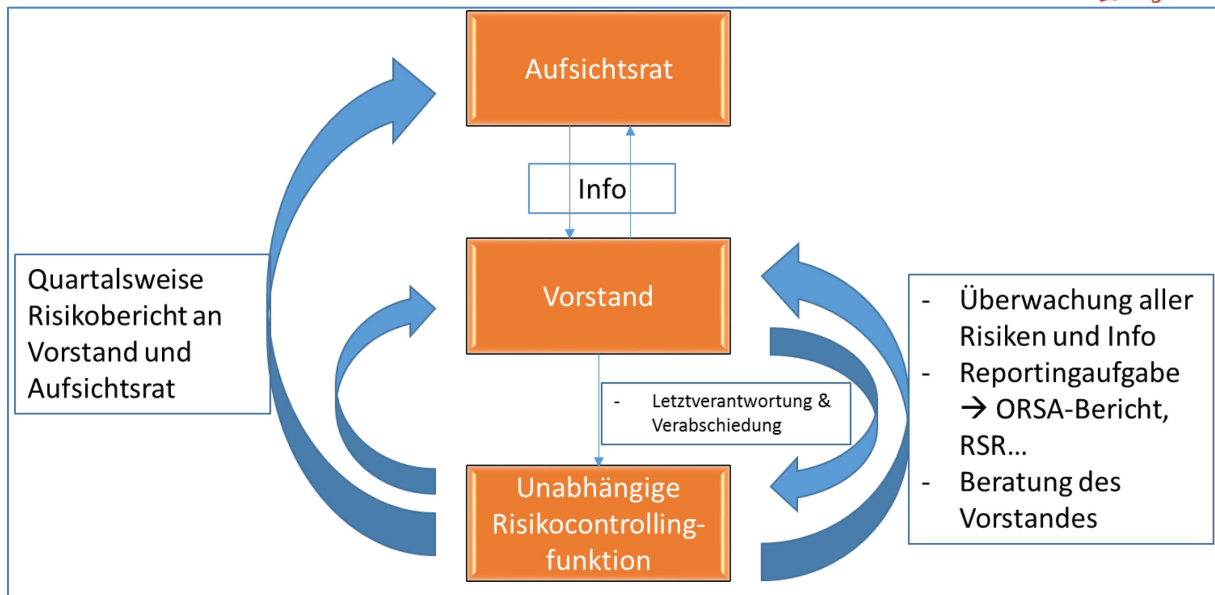 Aufsichtsrat
Info
Vorstand
Quartalsweise
Risikobericht an
Vorstand und
Aufsichtsrat
- Überwachung aller
Risiken und Info
- Reportingaufgabe
→ ORSA-Bericht,
RSR...
- Beratung des
Vorstandes
- Letztverantwortung &
Verabschiedung
Unabhängige
Risikocontrolling-
funktion